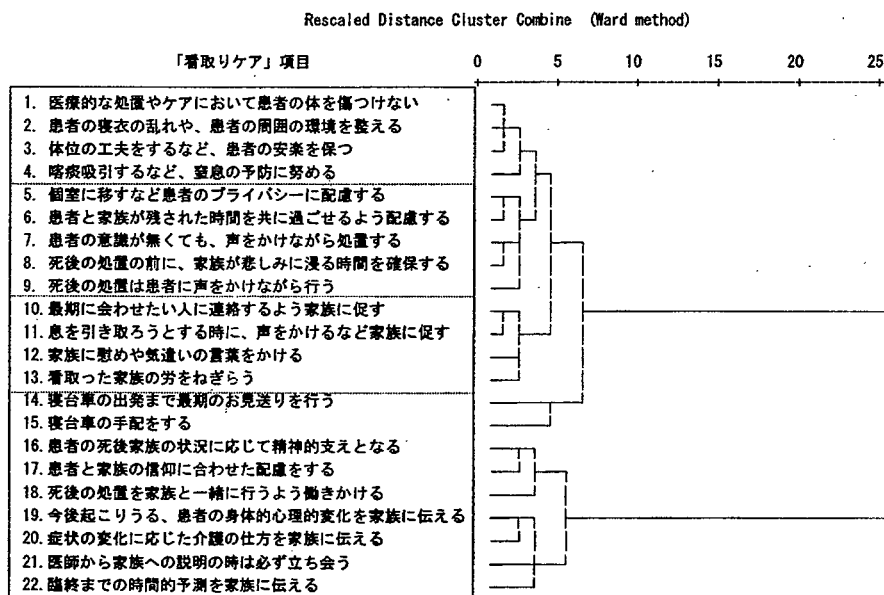 Rescaled Distance Cluster Combine (Ward method)
「看取りケア」項目
0 5 10 15 20 25
1. 医療的な処置やケアにおいて患者の体を傷つけない
2. 患者の寝衣の乱れや、患者の周囲の環境を整える
3. 体位の工夫をするなど、患者の安楽を保つ
4. 喀痰吸引するなど、窒息の予防に努める
5. 個室に移すなど患者のプライバシーに配慮する
6. 患者と家族が残された時間を共に過ごせるよう配慮する
7. 患者の意識が無くても、声をかけながら処置する
8. 死後の処置の前に、家族が悲しみに浸る時間を確保する
9. 死後の処置は患者に声をかけながら行う
10. 最期に会わせたい人に連絡するよう家族に促す
11. 息を引き取ろうとする時に、声をかけるなど家族に促す
12. 家族に慰めや気遣いの言葉をかける
13. 看取った家族の労をねぎらう
14. 寝台車の出発まで最期のお見送りを行う
15. 寝台車の手配をする
16. 患者の死後家族の状況に応じて精神的支えとなる
17. 患者と家族の信仰に合わせた配慮をする
18. 死後の処置を家族と一緒に行うよう働きかける
19. 今後起こりうる、患者の身体的心理的変化を家族に伝える
20. 症状の変化に応じた介護の仕方を家族に伝える
21. 医師から家族への説明の時は必ず立ち会う
22. 臨終までの時間的予測を家族に伝える